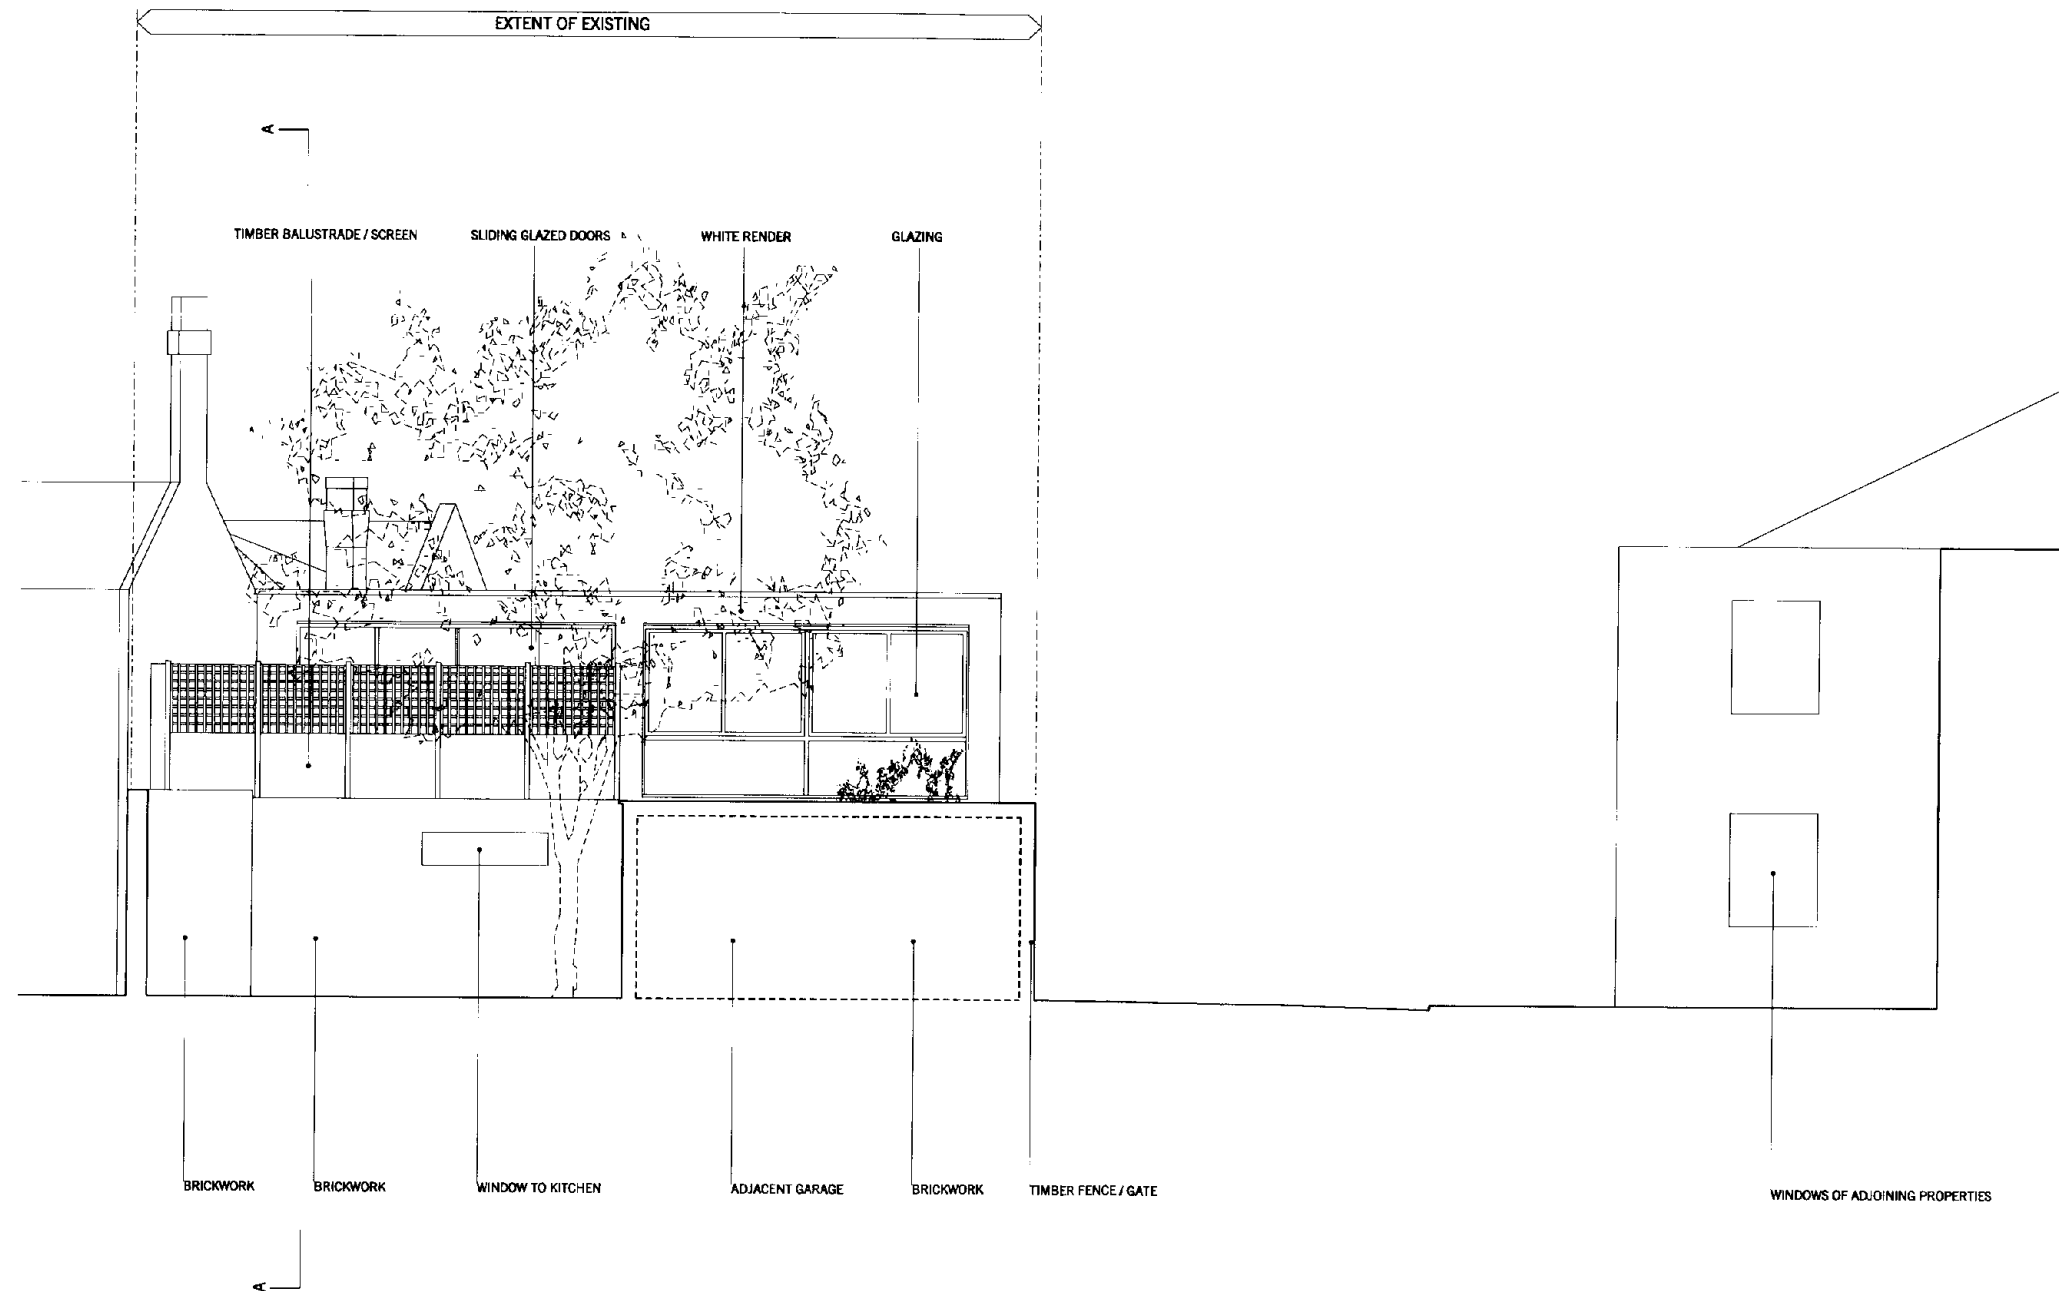 EXTENT OF EXISTING
A
TIMBER BALUSTRADE / SCREEN
SLIDING GLAZED DOORS
WHITE RENDER
GLAZING
BRICKWORK
BRICKWORK
WINDOW TO KITCHEN
ADJACENT GARAGE
BRICKWORK
TIMBER FENCE / GATE
WINDOWS OF ADJOINING PROPERTIES
A